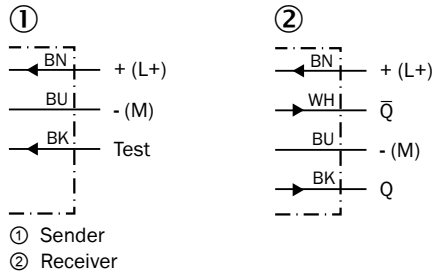 ① ②
BN + (L+)
BU - (M)
BK Test
BN + (L+)
WH Q̅
BU - (M)
BK Q
① Sender
② Receiver